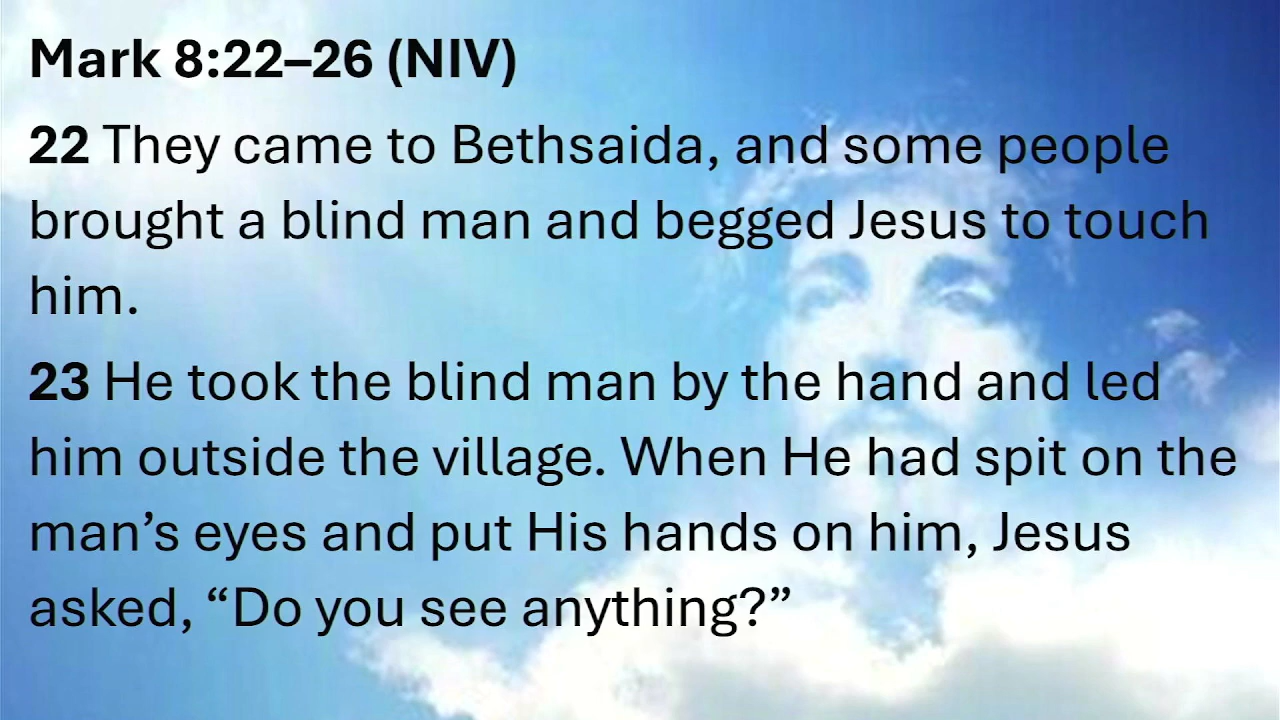 Mark 8:22–26 (NIV)
22 They came to Bethsaida, and some people
brought a blind man and begged Jesus to touch
him.
23 He took the blind man by the hand and led
him outside the village. When He had spit on the
man’s eyes and put His hands on him, Jesus
asked, “Do you see anything?”